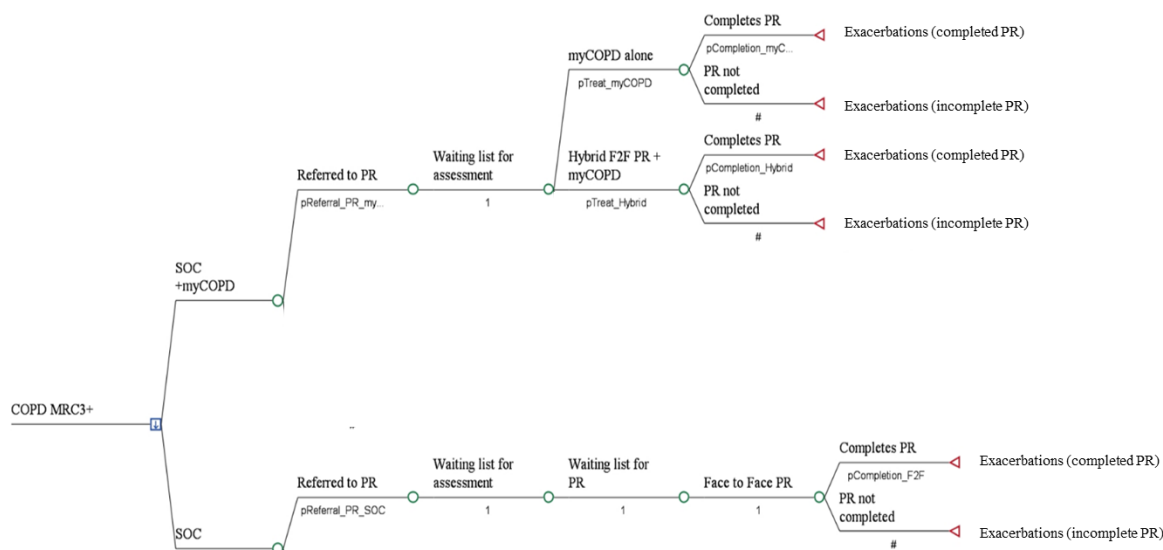 Completes PR
pCompletion_myC...
Exacerbations (completed PR)
myCOPD alone
pTreat_myCOPD
PR not
completed
#
Exacerbations (incomplete PR)
Completes PR
pCompletion_Hybrid
Exacerbations (completed PR)
Referred to PR
pReferral_PR_my...
Waiting list for
assessment
1
Hybrid F2F PR +
myCOPD
pTreat_Hybrid
PR not
completed
#
Exacerbations (incomplete PR)
SOC
+myCOPD
COPD MRC3+
..
Completes PR
pCompletion_F2F
Exacerbations (completed PR)
Referred to PR
pReferral_PR_SOC
Waiting list for
assessment
1
Waiting list for
PR
1
Face to Face PR
1
PR not
completed
#
Exacerbations (incomplete PR)
SOC